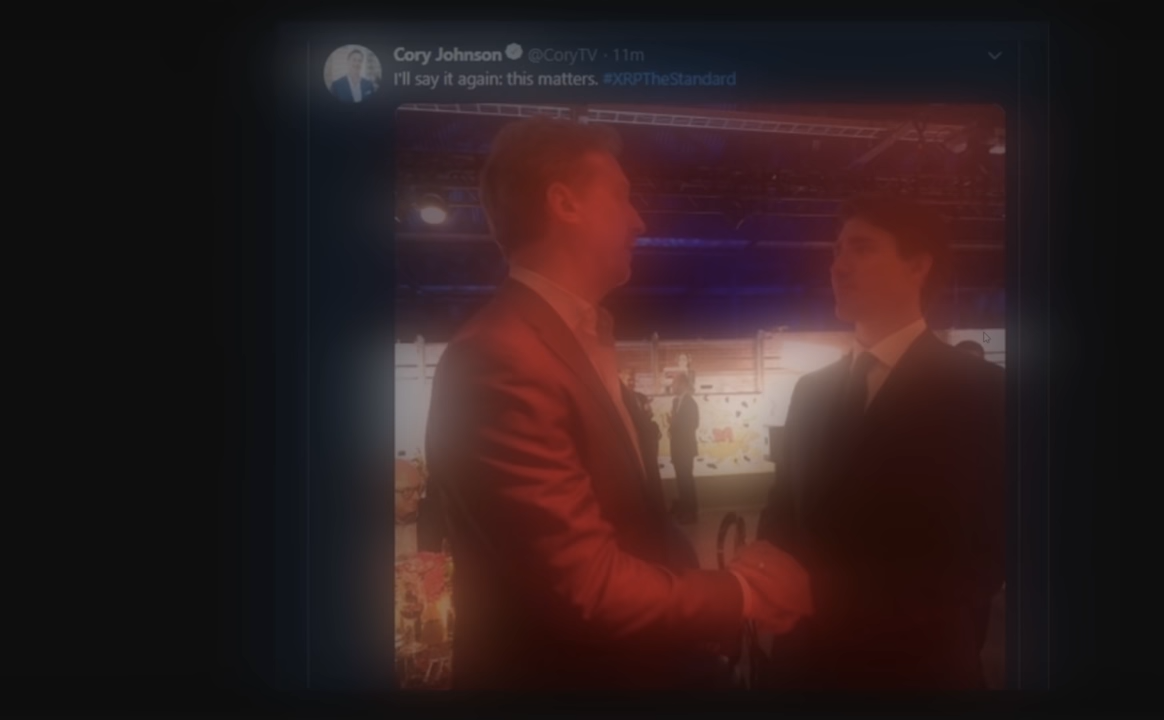 Cory Johnson @CoryTV · 11m
I'll say it again: this matters. #XRPTheStandard